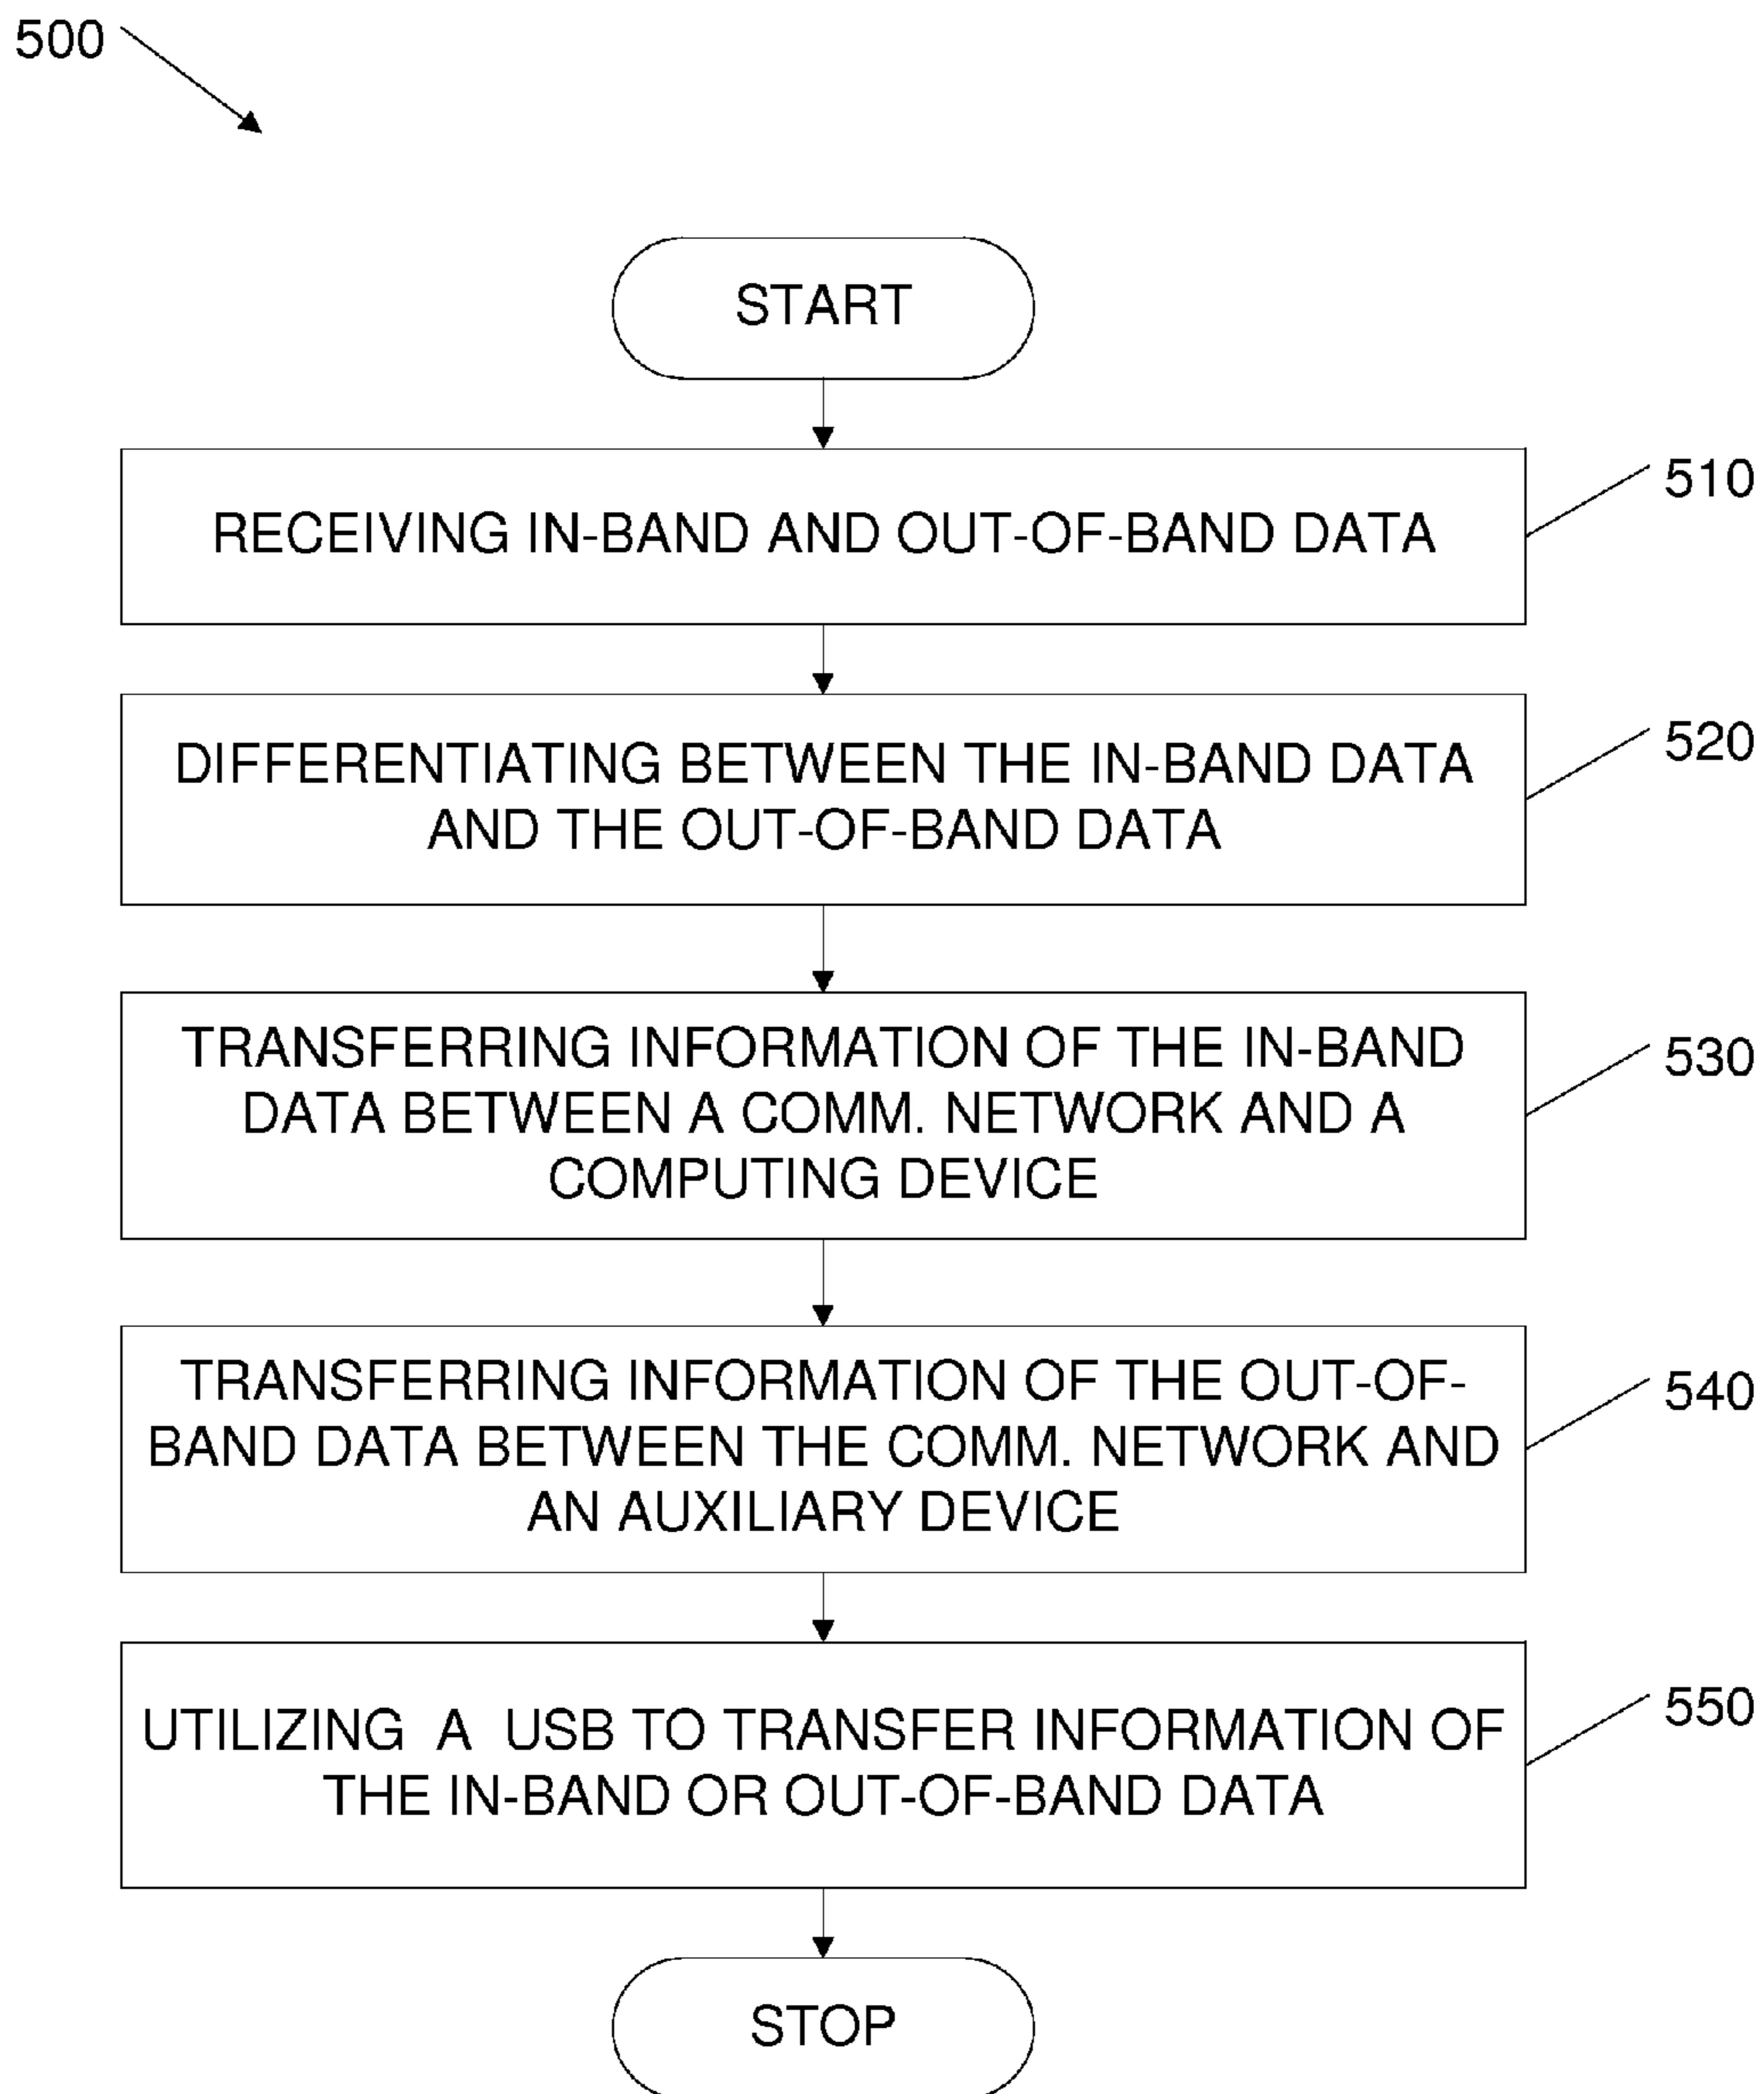 500
START
RECEIVING IN-BAND AND OUT-OF-BAND DATA
510
DIFFERENTIATING BETWEEN THE IN-BAND DATA
AND THE OUT-OF-BAND DATA
520
TRANSFERRING INFORMATION OF THE IN-BAND
DATA BETWEEN A COMM. NETWORK AND A
COMPUTING DEVICE
530
TRANSFERRING INFORMATION OF THE OUT-OF-
BAND DATA BETWEEN THE COMM. NETWORK AND
AN AUXILIARY DEVICE
540
UTILIZING A USB TO TRANSFER INFORMATION OF
THE IN-BAND OR OUT-OF-BAND DATA
550
STOP